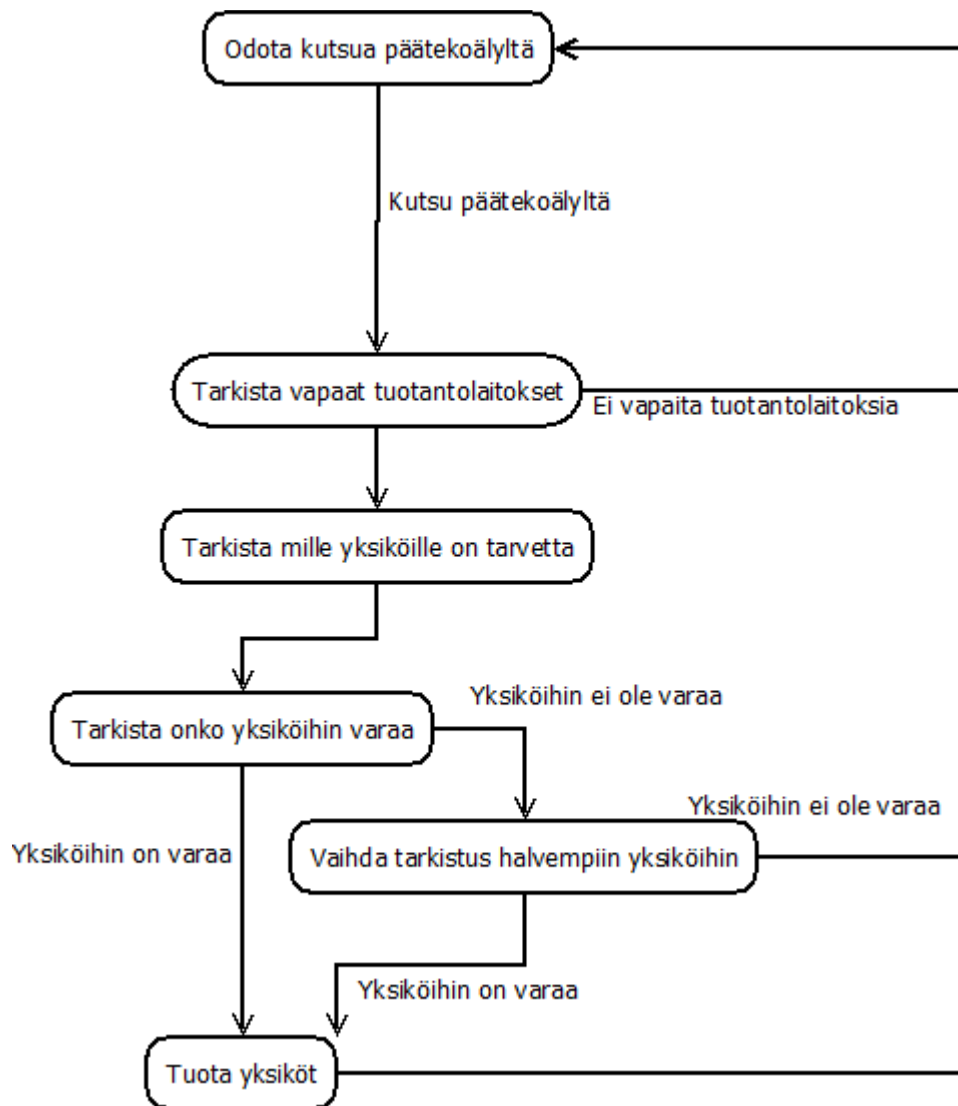 Odota kutsua päätekoälyltä
Kutsu päätekoälyltä
Tarkista vapaat tuotantolaitokset
Ei vapaita tuotantolaitoksia
Tarkista mille yksiköille on tarvetta
Yksiköihin ei ole varaa
Tarkista onko yksiköihin varaa
Yksiköihin ei ole varaa
Yksiköihin on varaa
Vaihda tarkistus halvempiin yksiköihin
Yksiköihin on varaa
Tuota yksiköt